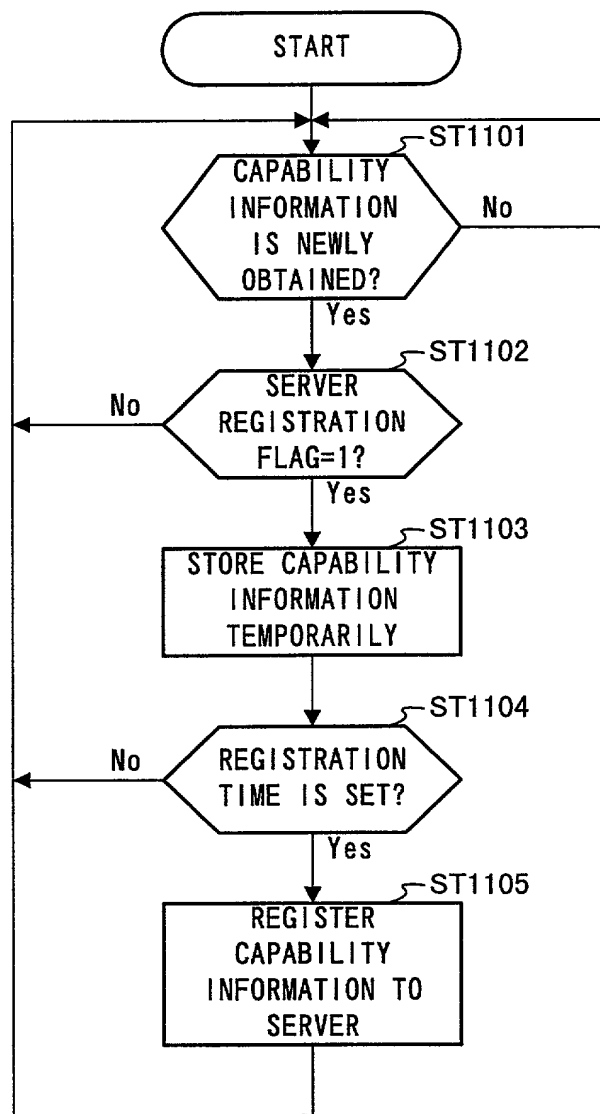 START
ST1101
CAPABILITY
INFORMATION
IS NEWLY
OBTAINED?
No
Yes
ST1102
SERVER
REGISTRATION
FLAG=1?
No
Yes
ST1103
STORE CAPABILITY
INFORMATION
TEMPORARILY
ST1104
REGISTRATION
TIME IS SET?
No
Yes
ST1105
REGISTER
CAPABILITY
INFORMATION TO
SERVER